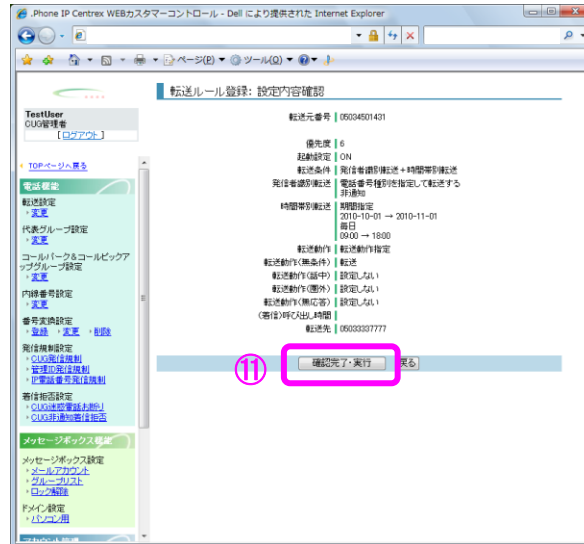 .Phone IP Centrex WEBカスタマーコントロール - Dell により提供された Internet Explorer
ページ(P) ツール(O)
転送ルール登録: 設定内容確認
TestUser
CUG管理者
[ログアウト]
TOPページへ戻る
電話機能
転送設定
変更
代表グループ設定
変更
コールパーク&コールピックア
ップグループ設定
変更
内線番号設定
変更
番号変換設定
登録 変更 削除
発信規制設定
CUG発信規制
管理ID発信規制
IP電話番号発信規制
着信拒否設定
CUG迷惑電話お断り
CUG非通知着信拒否
メッセージボックス機能
メッセージボックス設定
メールアカウント
グループリスト
ロック解除
ドメイン設定
パソコン用
転送元番号 05034501431
優先度 6
起動設定 ON
転送条件 発信者識別転送+時間帯別転送
発信者識別転送 電話番号種別を指定して転送する
非通知
時間帯別転送 期間指定
2010-10-01 → 2010-11-01
毎日
09:00 → 18:00
転送動作 転送動作指定
転送動作(無条件) 転送
転送動作(話中) 設定しない
転送動作(圏外) 設定しない
転送動作(無応答) 設定しない
(着信)呼び出し時間
転送先 05033337777
⑪ 確認完了・実行 戻る